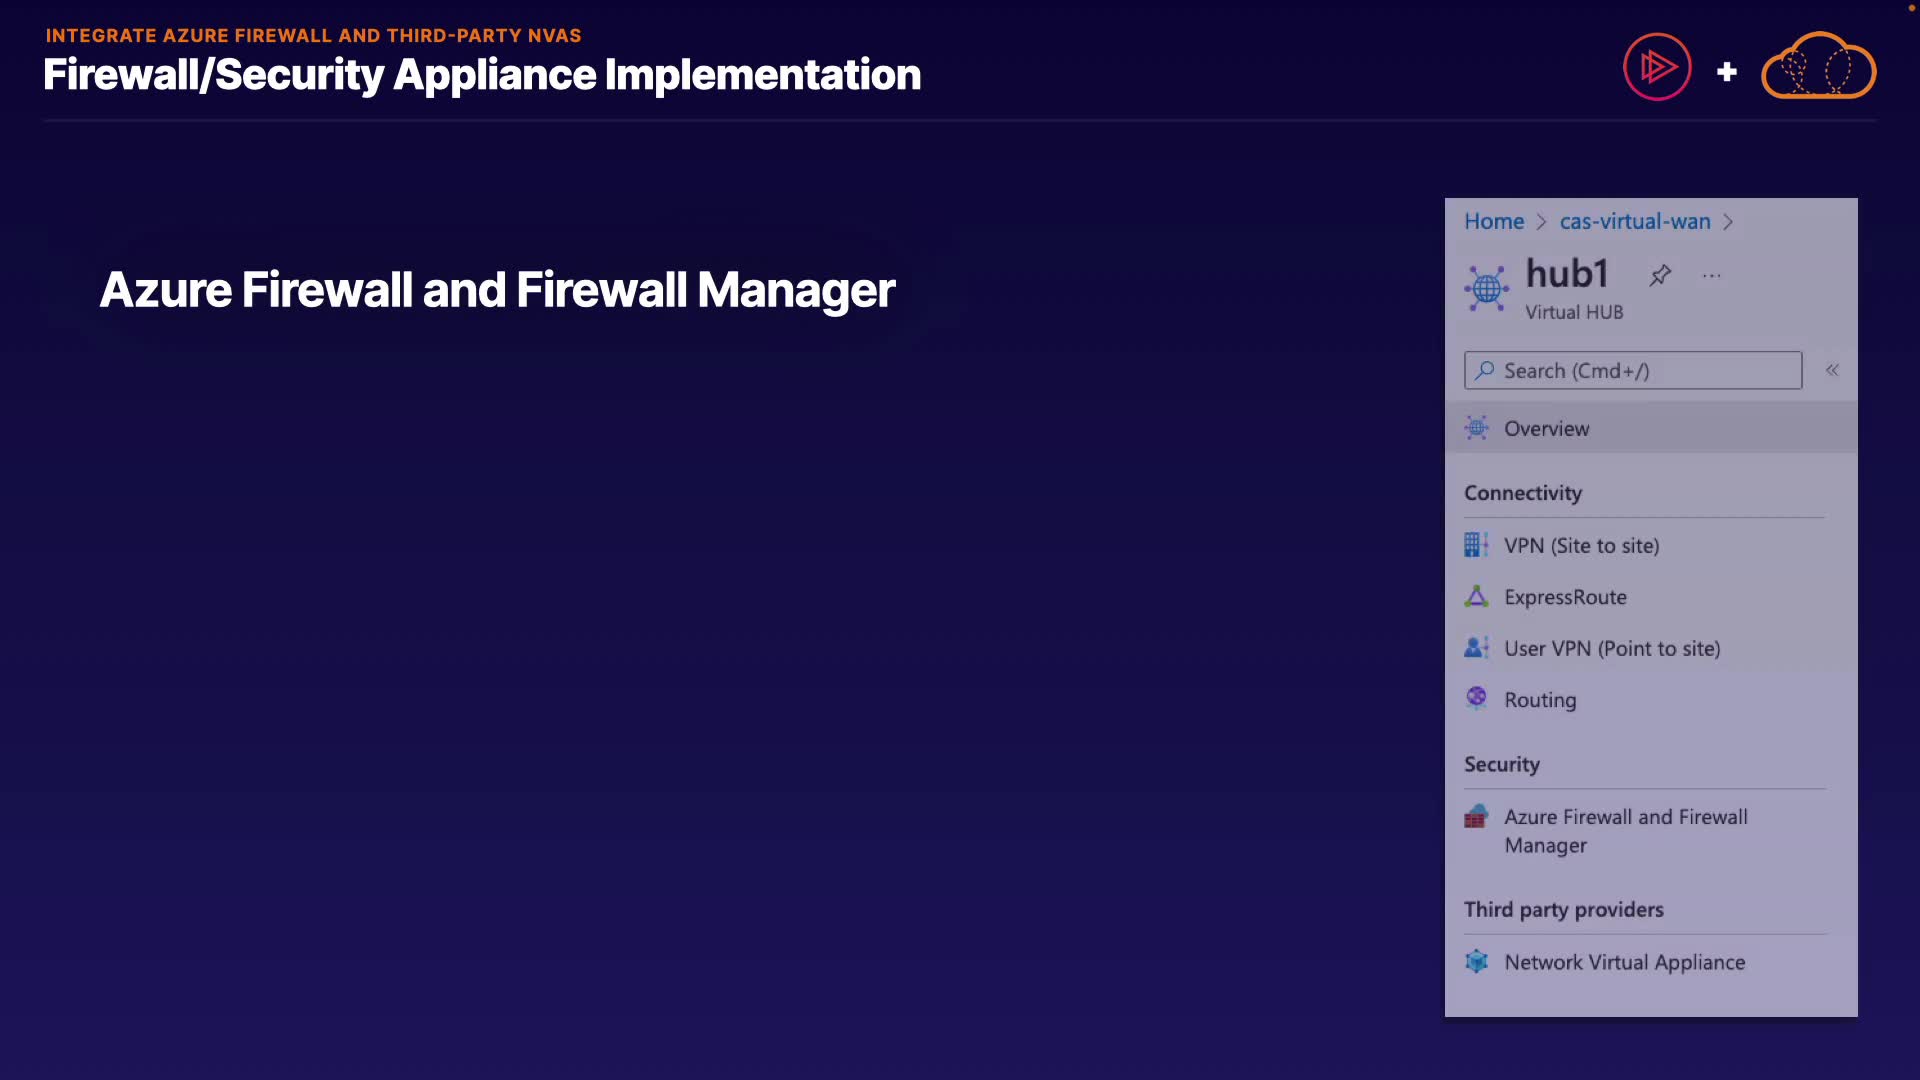 INTEGRATE AZURE FIREWALL AND THIRD-PARTY NVAS
Firewall/Security Appliance Implementation
+
Azure Firewall and Firewall Manager
Home > cas-virtual-wan >
hub1 ...
Virtual HUB
Search (Cmd+/) «
Overview
Connectivity
VPN (Site to site)
ExpressRoute
User VPN (Point to site)
Routing
Security
Azure Firewall and Firewall
Manager
Third party providers
Network Virtual Appliance